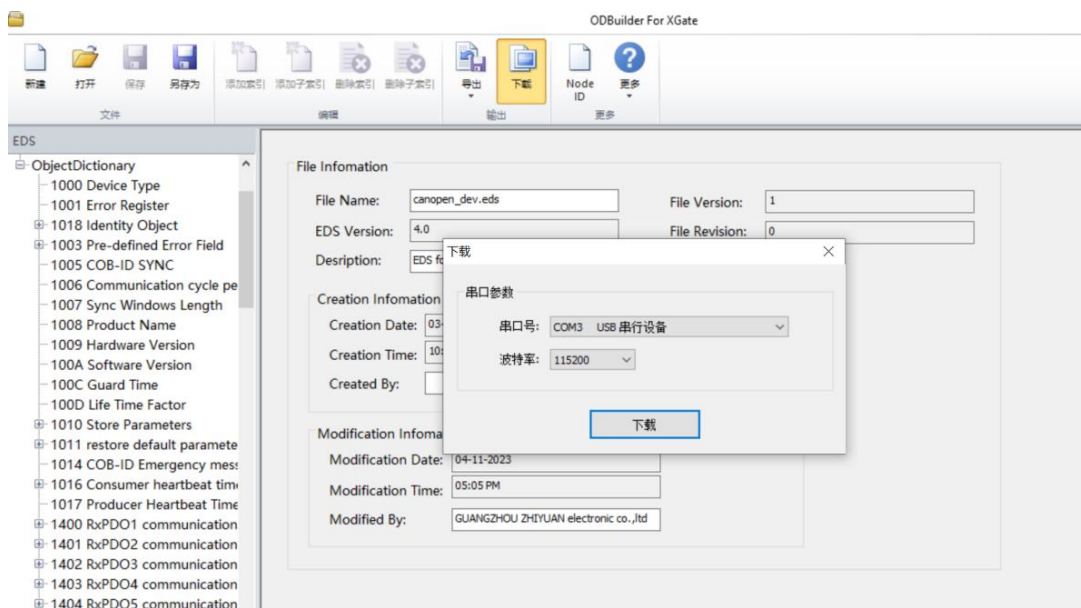 ODBuilder For XGate
新建 打开 保存 另存为 添加索引 添加子索引 删除索引 删除子索引 导出 下载 Node ID 更多
文件 编辑 输出 更多
EDS
ObjectDictionary
1000 Device Type
1001 Error Register
1018 Identity Object
1003 Pre-defined Error Field
1005 COB-ID SYNC
1006 Communication cycle pe
1007 Sync Windows Length
1008 Product Name
1009 Hardware Version
100A Software Version
100C Guard Time
100D Life Time Factor
1010 Store Parameters
1011 restore default paramete
1014 COB-ID Emergency mess
1016 Consumer heartbeat time
1017 Producer Heartbeat Time
1400 RxPDO1 communication
1401 RxPDO2 communication
1402 RxPDO3 communication
1403 RxPDO4 communication
1404 RxPDO5 communication
File Infomation
File Name: canopen_dev.eds
File Version: 1
EDS Version: 4.0
File Revision: 0
Desription: EDS fo
Creation Infomation
Creation Date: 03-
Creation Time: 10:
Created By:
Modification Infoma
Modification Date: 04-11-2023
Modification Time: 05:05 PM
Modified By: GUANGZHOU ZHIYUAN electronic co.,ltd
下载
串口参数
串口号: COM3 USB 串行设备
波特率: 115200
下载